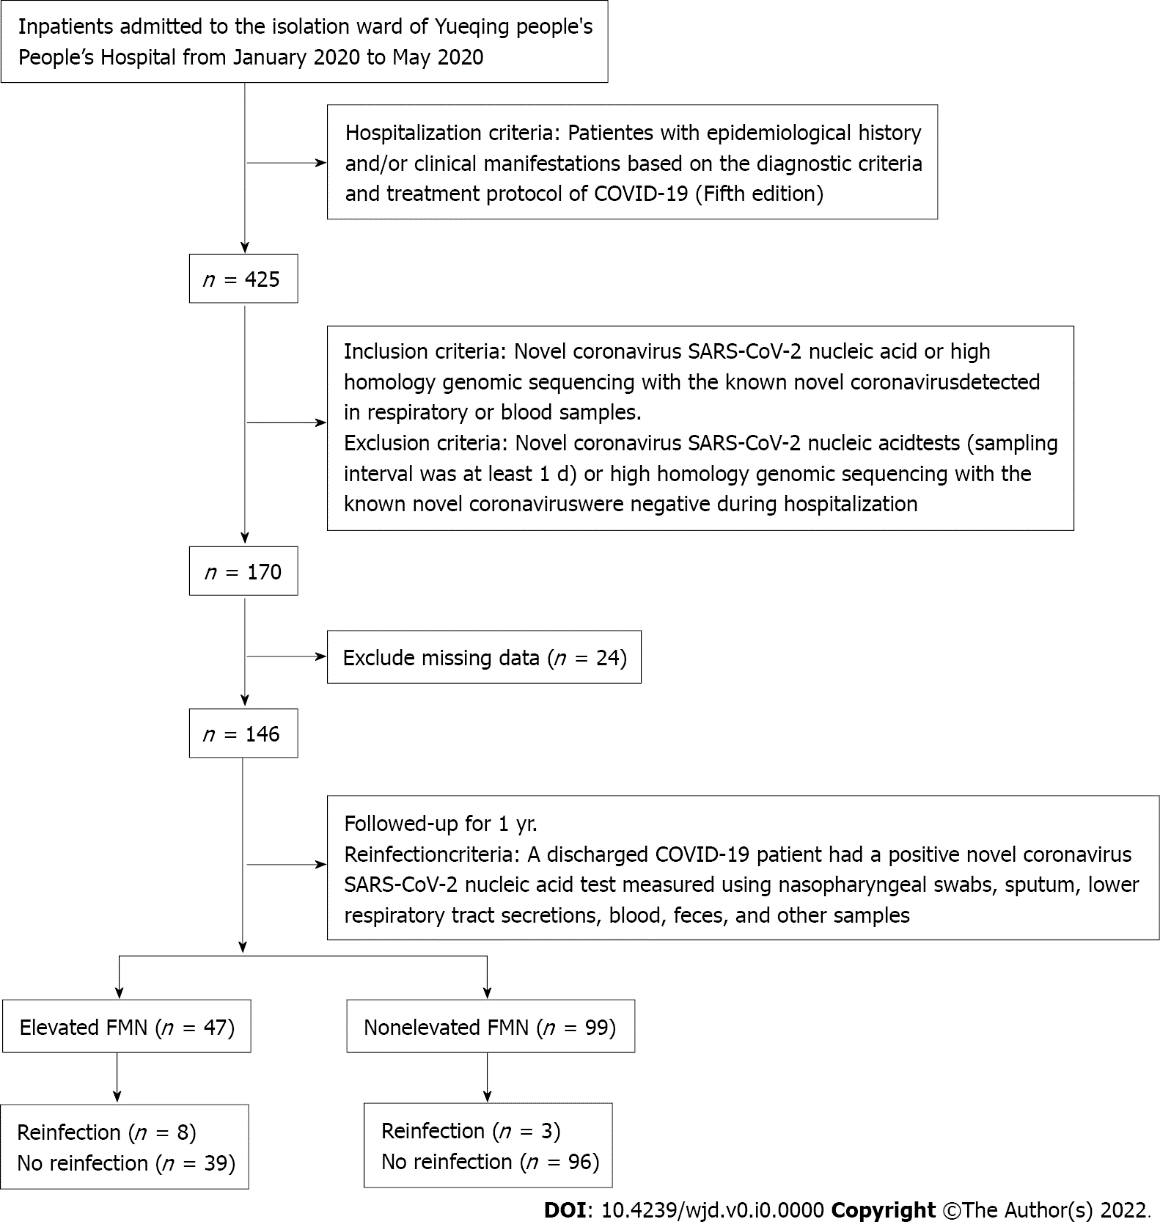 Inpatients admitted to the isolation ward of Yueqing people's
People’s Hospital from January 2020 to May 2020
Hospitalization criteria: Patientes with epidemiological history
and/or clinical manifestations based on the diagnostic criteria
and treatment protocol of COVID-19 (Fifth edition)
n = 425
Inclusion criteria: Novel coronavirus SARS-CoV-2 nucleic acid or high
homology genomic sequencing with the known novel coronavirusdetected
in respiratory or blood samples.
Exclusion criteria: Novel coronavirus SARS-CoV-2 nucleic acidtests (sampling
interval was at least 1 d) or high homology genomic sequencing with the
known novel coronaviruswere negative during hospitalization
n = 170
Exclude missing data (n = 24)
n = 146
Followed-up for 1 yr.
Reinfectioncriteria: A discharged COVID-19 patient had a positive novel coronavirus
SARS-CoV-2 nucleic acid test measured using nasopharyngeal swabs, sputum, lower
respiratory tract secretions, blood, feces, and other samples
Elevated FMN (n = 47)
Nonelevated FMN (n = 99)
Reinfection (n = 8)
No reinfection (n = 39)
Reinfection (n = 3)
No reinfection (n = 96)
DOI: 10.4239/wjd.v0.i0.0000 Copyright ©The Author(s) 2022.